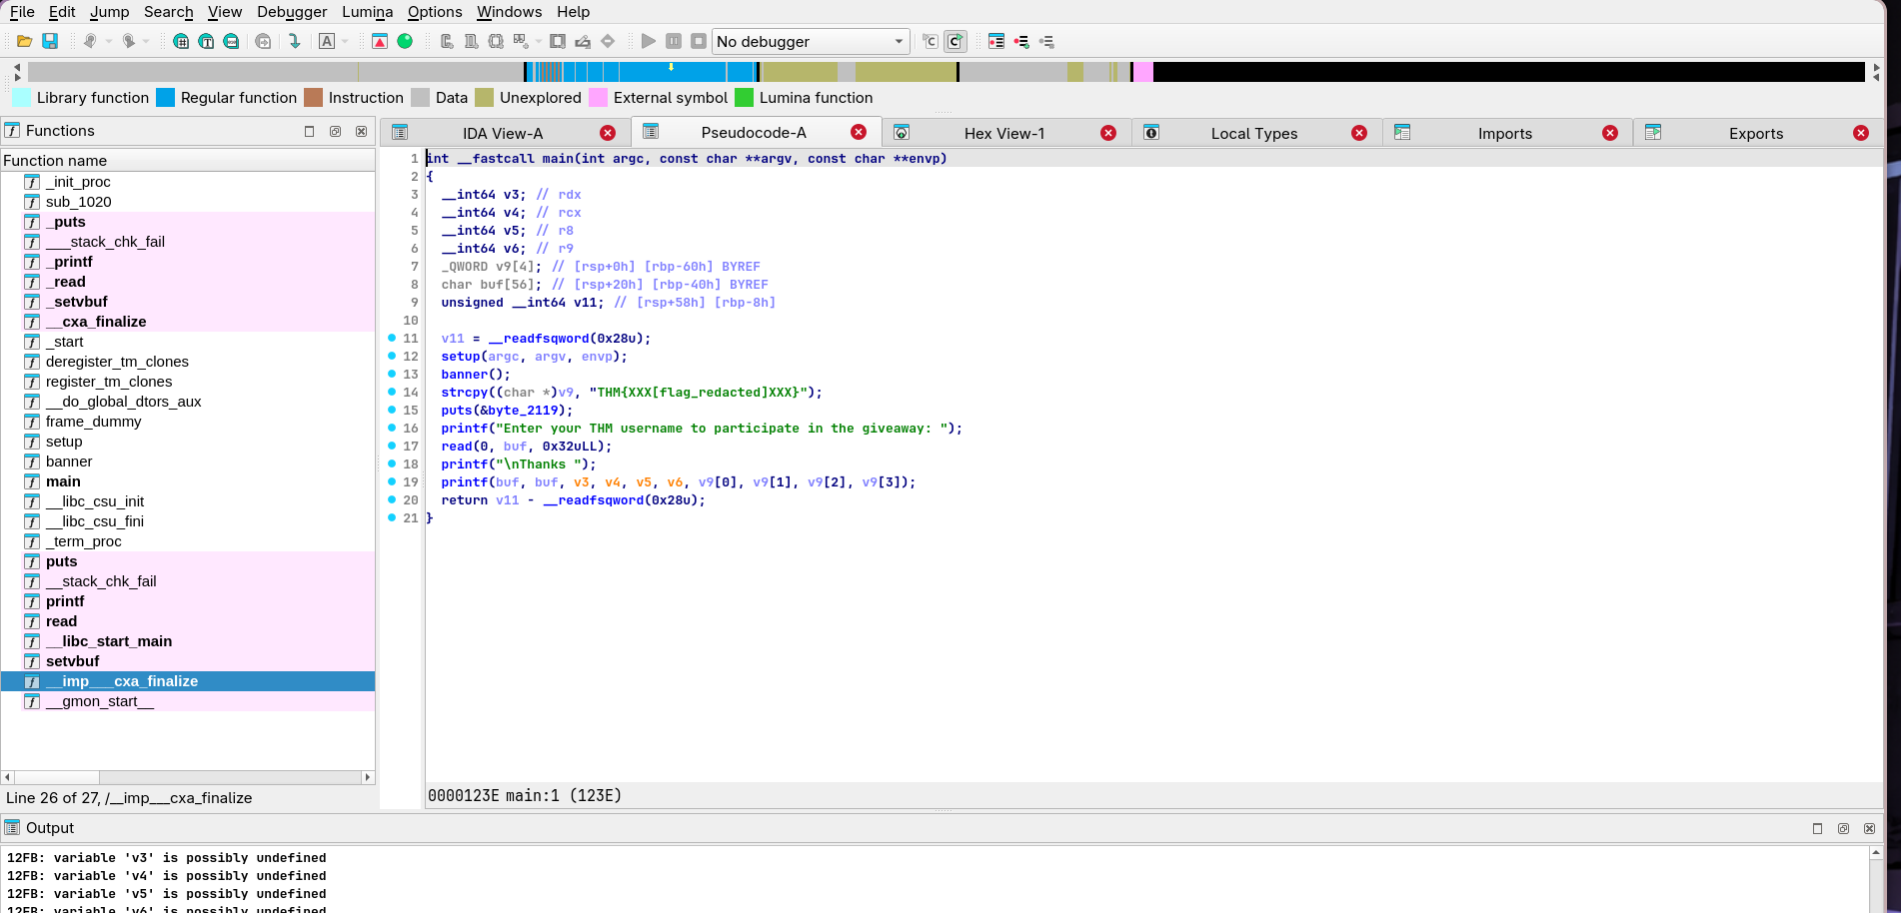 File Edit Jump Search View Debugger Lumina Options Windows Help
No debugger
Library function Regular function Instruction Data Unexplored External symbol Lumina function
Functions
IDA View-A Pseudocode-A Hex View-1 Local Types Imports Exports
Function name
_init_proc
sub_1020
_puts
___stack_chk_fail
_printf
_read
_setvbuf
__cxa_finalize
_start
deregister_tm_clones
register_tm_clones
__do_global_dtors_aux
frame_dummy
setup
banner
main
__libc_csu_init
__libc_csu_fini
_term_proc
puts
__stack_chk_fail
printf
read
__libc_start_main
setvbuf
__imp___cxa_finalize
__gmon_start__
Line 26 of 27, /__imp___cxa_finalize
1 int __fastcall main(int argc, const char **argv, const char **envp)
2 {
3 __int64 v3; // rdx
4 __int64 v4; // rcx
5 __int64 v5; // r8
6 __int64 v6; // r9
7 _QWORD v9[4]; // [rsp+0h] [rbp-60h] BYREF
8 char buf[56]; // [rsp+20h] [rbp-40h] BYREF
9 unsigned __int64 v11; // [rsp+58h] [rbp-8h]
10
11 v11 = __readfsqword(0x28u);
12 setup(argc, argv, envp);
13 banner();
14 strcpy((char *)v9, "THM{XXX[flag_redacted]XXX}");
15 puts(&byte_2119);
16 printf("Enter your THM username to participate in the giveaway: ");
17 read(0, buf, 0x32uLL);
18 printf("\nThanks ");
19 printf(buf, buf, v3, v4, v5, v6, v9[0], v9[1], v9[2], v9[3]);
20 return v11 - __readfsqword(0x28u);
21 }
0000123E main:1 (123E)
Output
12FB: variable 'v3' is possibly undefined
12FB: variable 'v4' is possibly undefined
12FB: variable 'v5' is possibly undefined
12FB: variable 'v6' is possibly undefined